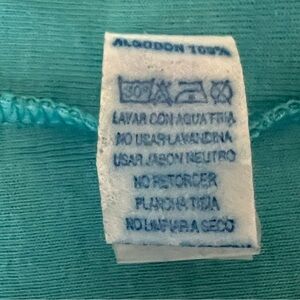 ALGODON 100%
30°
LAVAR CON AGUA FRIA
NO USAR LAVANDINA
USAR JABON NEUTRO
NO RETORCER
PLANCHA TIBIA
NO LIMPIAR A SECO